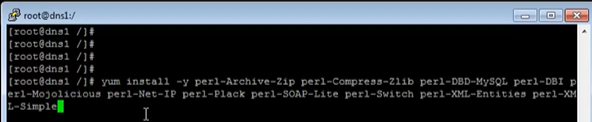 root@dns1:/
[root@dns1 /]#
[root@dns1 /]#
[root@dns1 /]#
[root@dns1 /]#
[root@dns1 /]# yum install -y perl-Archive-Zip perl-Compress-Zlib perl-DBD-MySQL perl-DBI p
erl-Mojolicious perl-Net-IP perl-Plack perl-SOAP-Lite perl-Switch perl-XML-Entities perl-XM
L-Simple